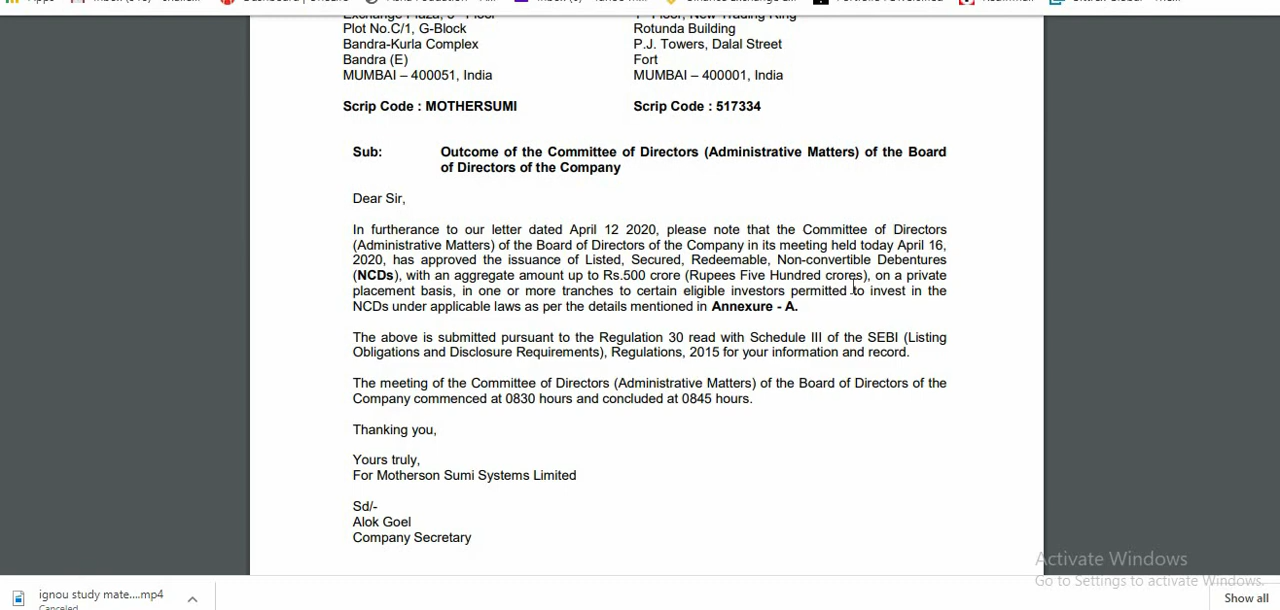 Plot No.C/1, G-Block
Bandra-Kurla Complex
Bandra (E)
MUMBAI – 400051, India
Rotunda Building
P.J. Towers, Dalal Street
Fort
MUMBAI – 400001, India
Scrip Code : MOTHERSUMI
Scrip Code : 517334
Sub: Outcome of the Committee of Directors (Administrative Matters) of the Board
of Directors of the Company
Dear Sir,
In furtherance to our letter dated April 12 2020, please note that the Committee of Directors
(Administrative Matters) of the Board of Directors of the Company in its meeting held today April 16,
2020, has approved the issuance of Listed, Secured, Redeemable, Non-convertible Debentures
(NCDs), with an aggregate amount up to Rs.500 crore (Rupees Five Hundred crores), on a private
placement basis, in one or more tranches to certain eligible investors permitted to invest in the
NCDs under applicable laws as per the details mentioned in Annexure - A.
The above is submitted pursuant to the Regulation 30 read with Schedule III of the SEBI (Listing
Obligations and Disclosure Requirements), Regulations, 2015 for your information and record.
The meeting of the Committee of Directors (Administrative Matters) of the Board of Directors of the
Company commenced at 0830 hours and concluded at 0845 hours.
Thanking you,
Yours truly,
For Motherson Sumi Systems Limited
Sd/-
Alok Goel
Company Secretary
Activate Windows
Go to Settings to activate Windows.
ignou study mate....mp4
Canceled
Show all